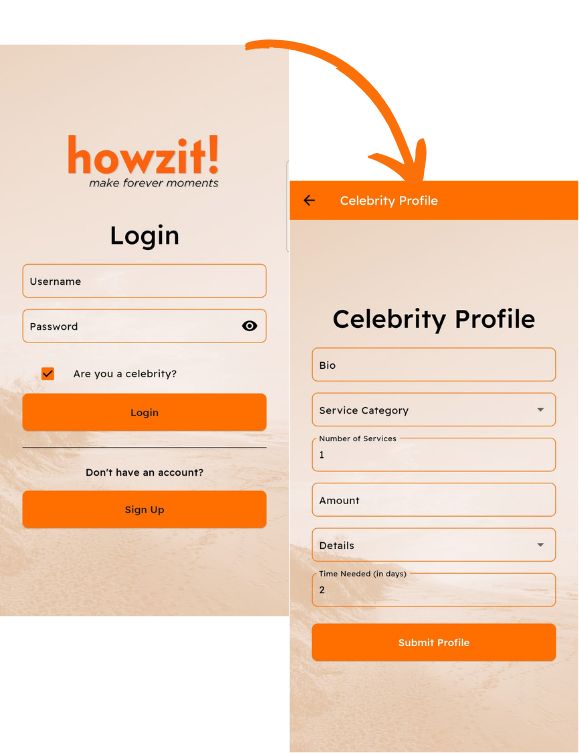 howzit!
make forever moments
Login
Username
Password
Are you a celebrity?
Login
Don't have an account?
Sign Up
Celebrity Profile
Celebrity Profile
Bio
Service Category
Number of Services
1
Amount
Details
Time Needed (in days)
2
Submit Profile